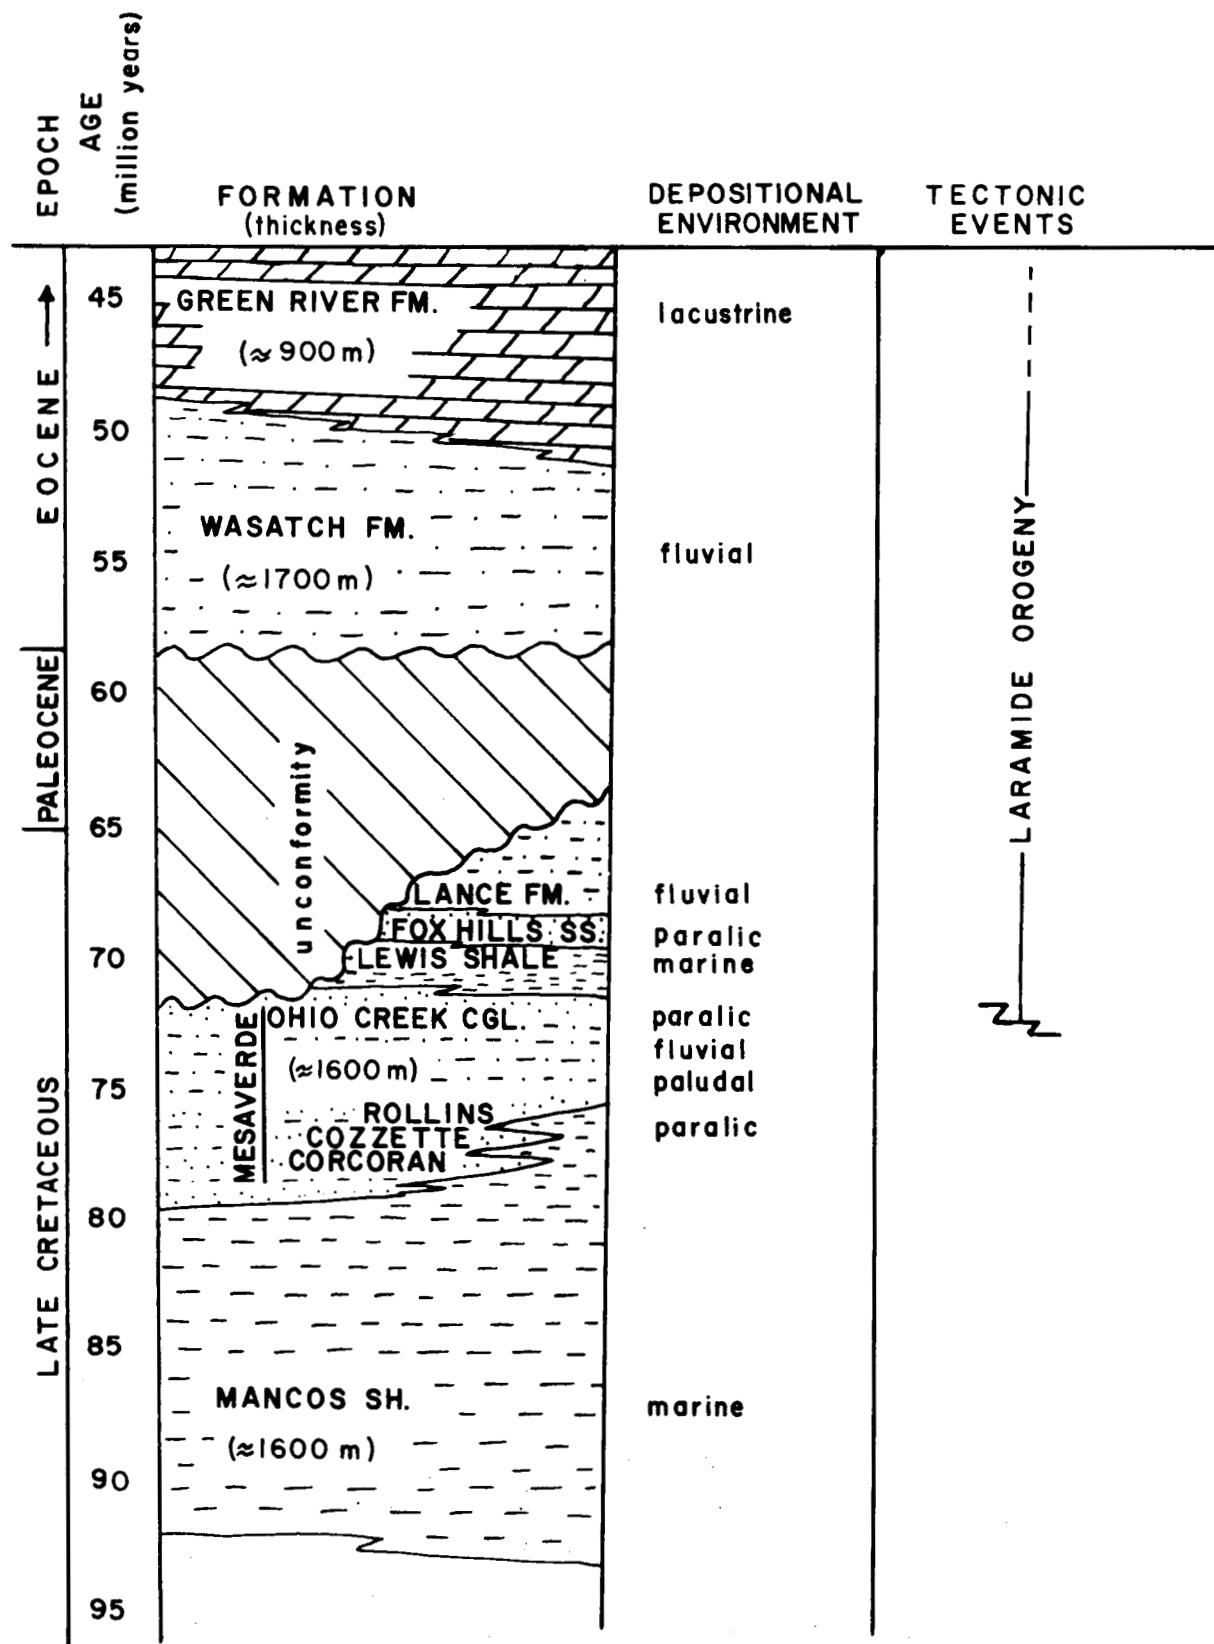 EPOCH
AGE
(million years)
FORMATION
(thickness)
DEPOSITIONAL
ENVIRONMENT
TECTONIC
EVENTS
EOCENE
PALEOCENE
LATE CRETACEOUS
45
50
55
60
65
70
75
80
85
90
95
GREEN RIVER FM.
(≈900 m)
WASATCH FM.
(≈1700 m)
unconformity
LANCE FM.
FOX HILLS SS.
LEWIS SHALE
MESAVERDE
OHIO CREEK CGL.
(≈1600 m)
ROLLINS
COZZETTE
CORCORAN
MANCOS SH.
(≈1600 m)
lacustrine
fluvial
fluvial
paralic
marine
paralic
fluvial
paludal
paralic
marine
LARAMIDE OROGENY